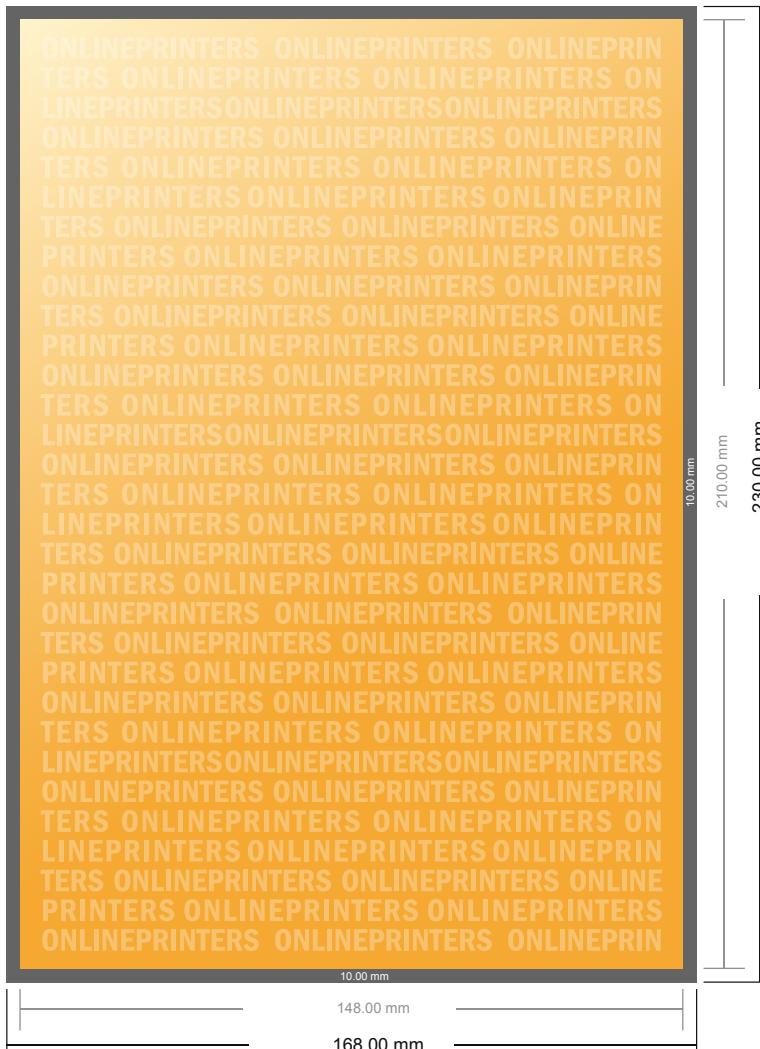 ONLINEPRINTERS ONLINEPRINTERS ONLINEPRIN
TERS ONLINEPRINTERS ONLINEPRINTERS ON
LINEPRINTERSONLINEPRINTERSONLINEPRINTERS
ONLINEPRINTERS ONLINEPRINTERS ONLINEPRIN
TERS ONLINEPRINTERS ONLINEPRINTERS ON
LINEPRINTERS ONLINEPRINTERS ONLINEPRIN
TERS ONLINEPRINTERS ONLINEPRINTERS ONLINE
PRINTERS ONLINEPRINTERS ONLINEPRINTERS
ONLINEPRINTERS ONLINEPRINTERS ONLINEPRIN
TERS ONLINEPRINTERS ONLINEPRINTERS ONLINE
PRINTERS ONLINEPRINTERS ONLINEPRINTERS
ONLINEPRINTERS ONLINEPRINTERS ONLINEPRIN
TERS ONLINEPRINTERS ONLINEPRINTERS ON
LINEPRINTERSONLINEPRINTERSONLINEPRINTERS
ONLINEPRINTERS ONLINEPRINTERS ONLINEPRIN
TERS ONLINEPRINTERS ONLINEPRINTERS ON
LINEPRINTERS ONLINEPRINTERS ONLINEPRIN
TERS ONLINEPRINTERS ONLINEPRINTERS ONLINE
PRINTERS ONLINEPRINTERS ONLINEPRINTERS
ONLINEPRINTERS ONLINEPRINTERS ONLINEPRIN
TERS ONLINEPRINTERS ONLINEPRINTERS ONLINE
PRINTERS ONLINEPRINTERS ONLINEPRINTERS
ONLINEPRINTERS ONLINEPRINTERS ONLINEPRIN
TERS ONLINEPRINTERS ONLINEPRINTERS ON
LINEPRINTERSONLINEPRINTERSONLINEPRINTERS
ONLINEPRINTERS ONLINEPRINTERS ONLINEPRIN
TERS ONLINEPRINTERS ONLINEPRINTERS ON
LINEPRINTERS ONLINEPRINTERS ONLINEPRIN
TERS ONLINEPRINTERS ONLINEPRINTERS ONLINE
PRINTERS ONLINEPRINTERS ONLINEPRINTERS
ONLINEPRINTERS ONLINEPRINTERS ONLINEPRIN
10.00 mm
210.00 mm
230.00 mm
10.00 mm
148.00 mm
168.00 mm